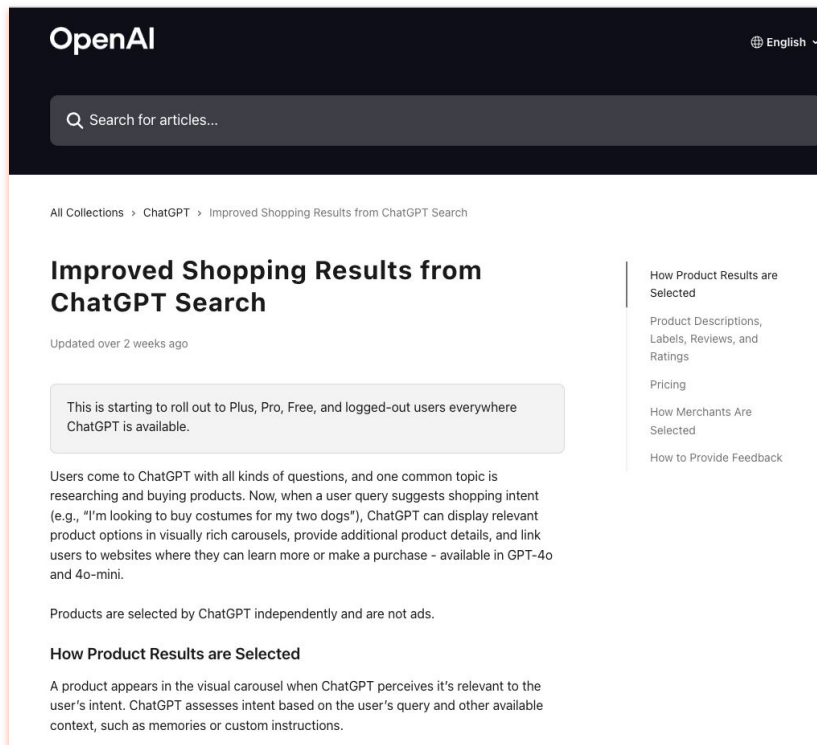 OpenAI
English
Search for articles...
All Collections > ChatGPT > Improved Shopping Results from ChatGPT Search
Improved Shopping Results from
ChatGPT Search
Updated over 2 weeks ago
This is starting to roll out to Plus, Pro, Free, and logged-out users everywhere
ChatGPT is available.
Users come to ChatGPT with all kinds of questions, and one common topic is
researching and buying products. Now, when a user query suggests shopping intent
(e.g., “I’m looking to buy costumes for my two dogs”), ChatGPT can display relevant
product options in visually rich carousels, provide additional product details, and link
users to websites where they can learn more or make a purchase - available in GPT-4o
and 4o-mini.
Products are selected by ChatGPT independently and are not ads.
How Product Results are Selected
A product appears in the visual carousel when ChatGPT perceives it’s relevant to the
user’s intent. ChatGPT assesses intent based on the user’s query and other available
context, such as memories or custom instructions.
How Product Results are
Selected
Product Descriptions,
Labels, Reviews, and
Ratings
Pricing
How Merchants Are
Selected
How to Provide Feedback